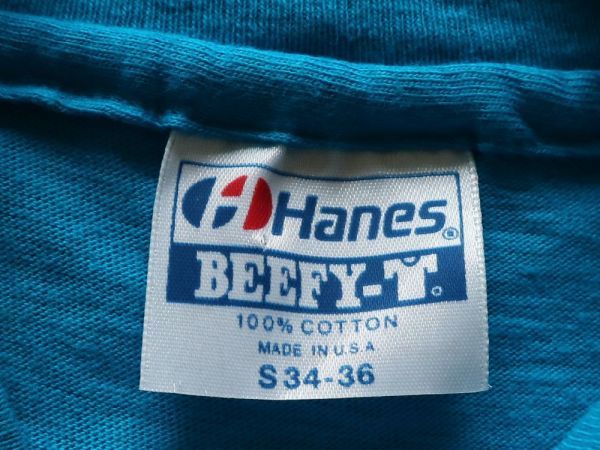 Hanes®
BEEFY-T®
100% COTTON
MADE IN U.S.A
S 34-36